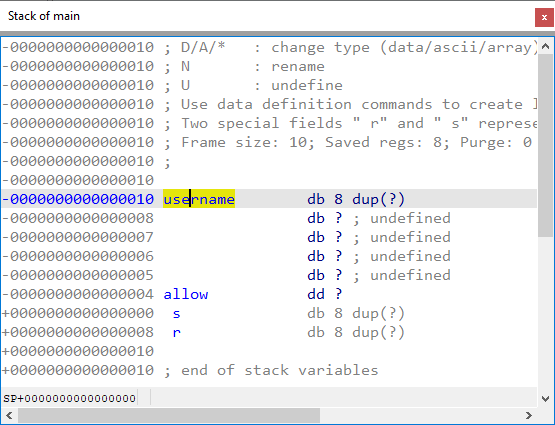 Stack of main
x
-0000000000000010 ; D/A/*   : change type (data/ascii/array)
-0000000000000010 ; N       : rename
-0000000000000010 ; U       : undefine
-0000000000000010 ; Use data definition commands to create l
-0000000000000010 ; Two special fields " r" and " s" represe
-0000000000000010 ; Frame size: 10; Saved regs: 8; Purge: 0
-0000000000000010 ;
-0000000000000010
-0000000000000010 username        db 8 dup(?)
-0000000000000008                 db ? ; undefined
-0000000000000007                 db ? ; undefined
-0000000000000006                 db ? ; undefined
-0000000000000005                 db ? ; undefined
-0000000000000004 allow           dd ?
+0000000000000000  s              db 8 dup(?)
+0000000000000008  r              db 8 dup(?)
+0000000000000010
+0000000000000010 ; end of stack variables
SP+0000000000000000